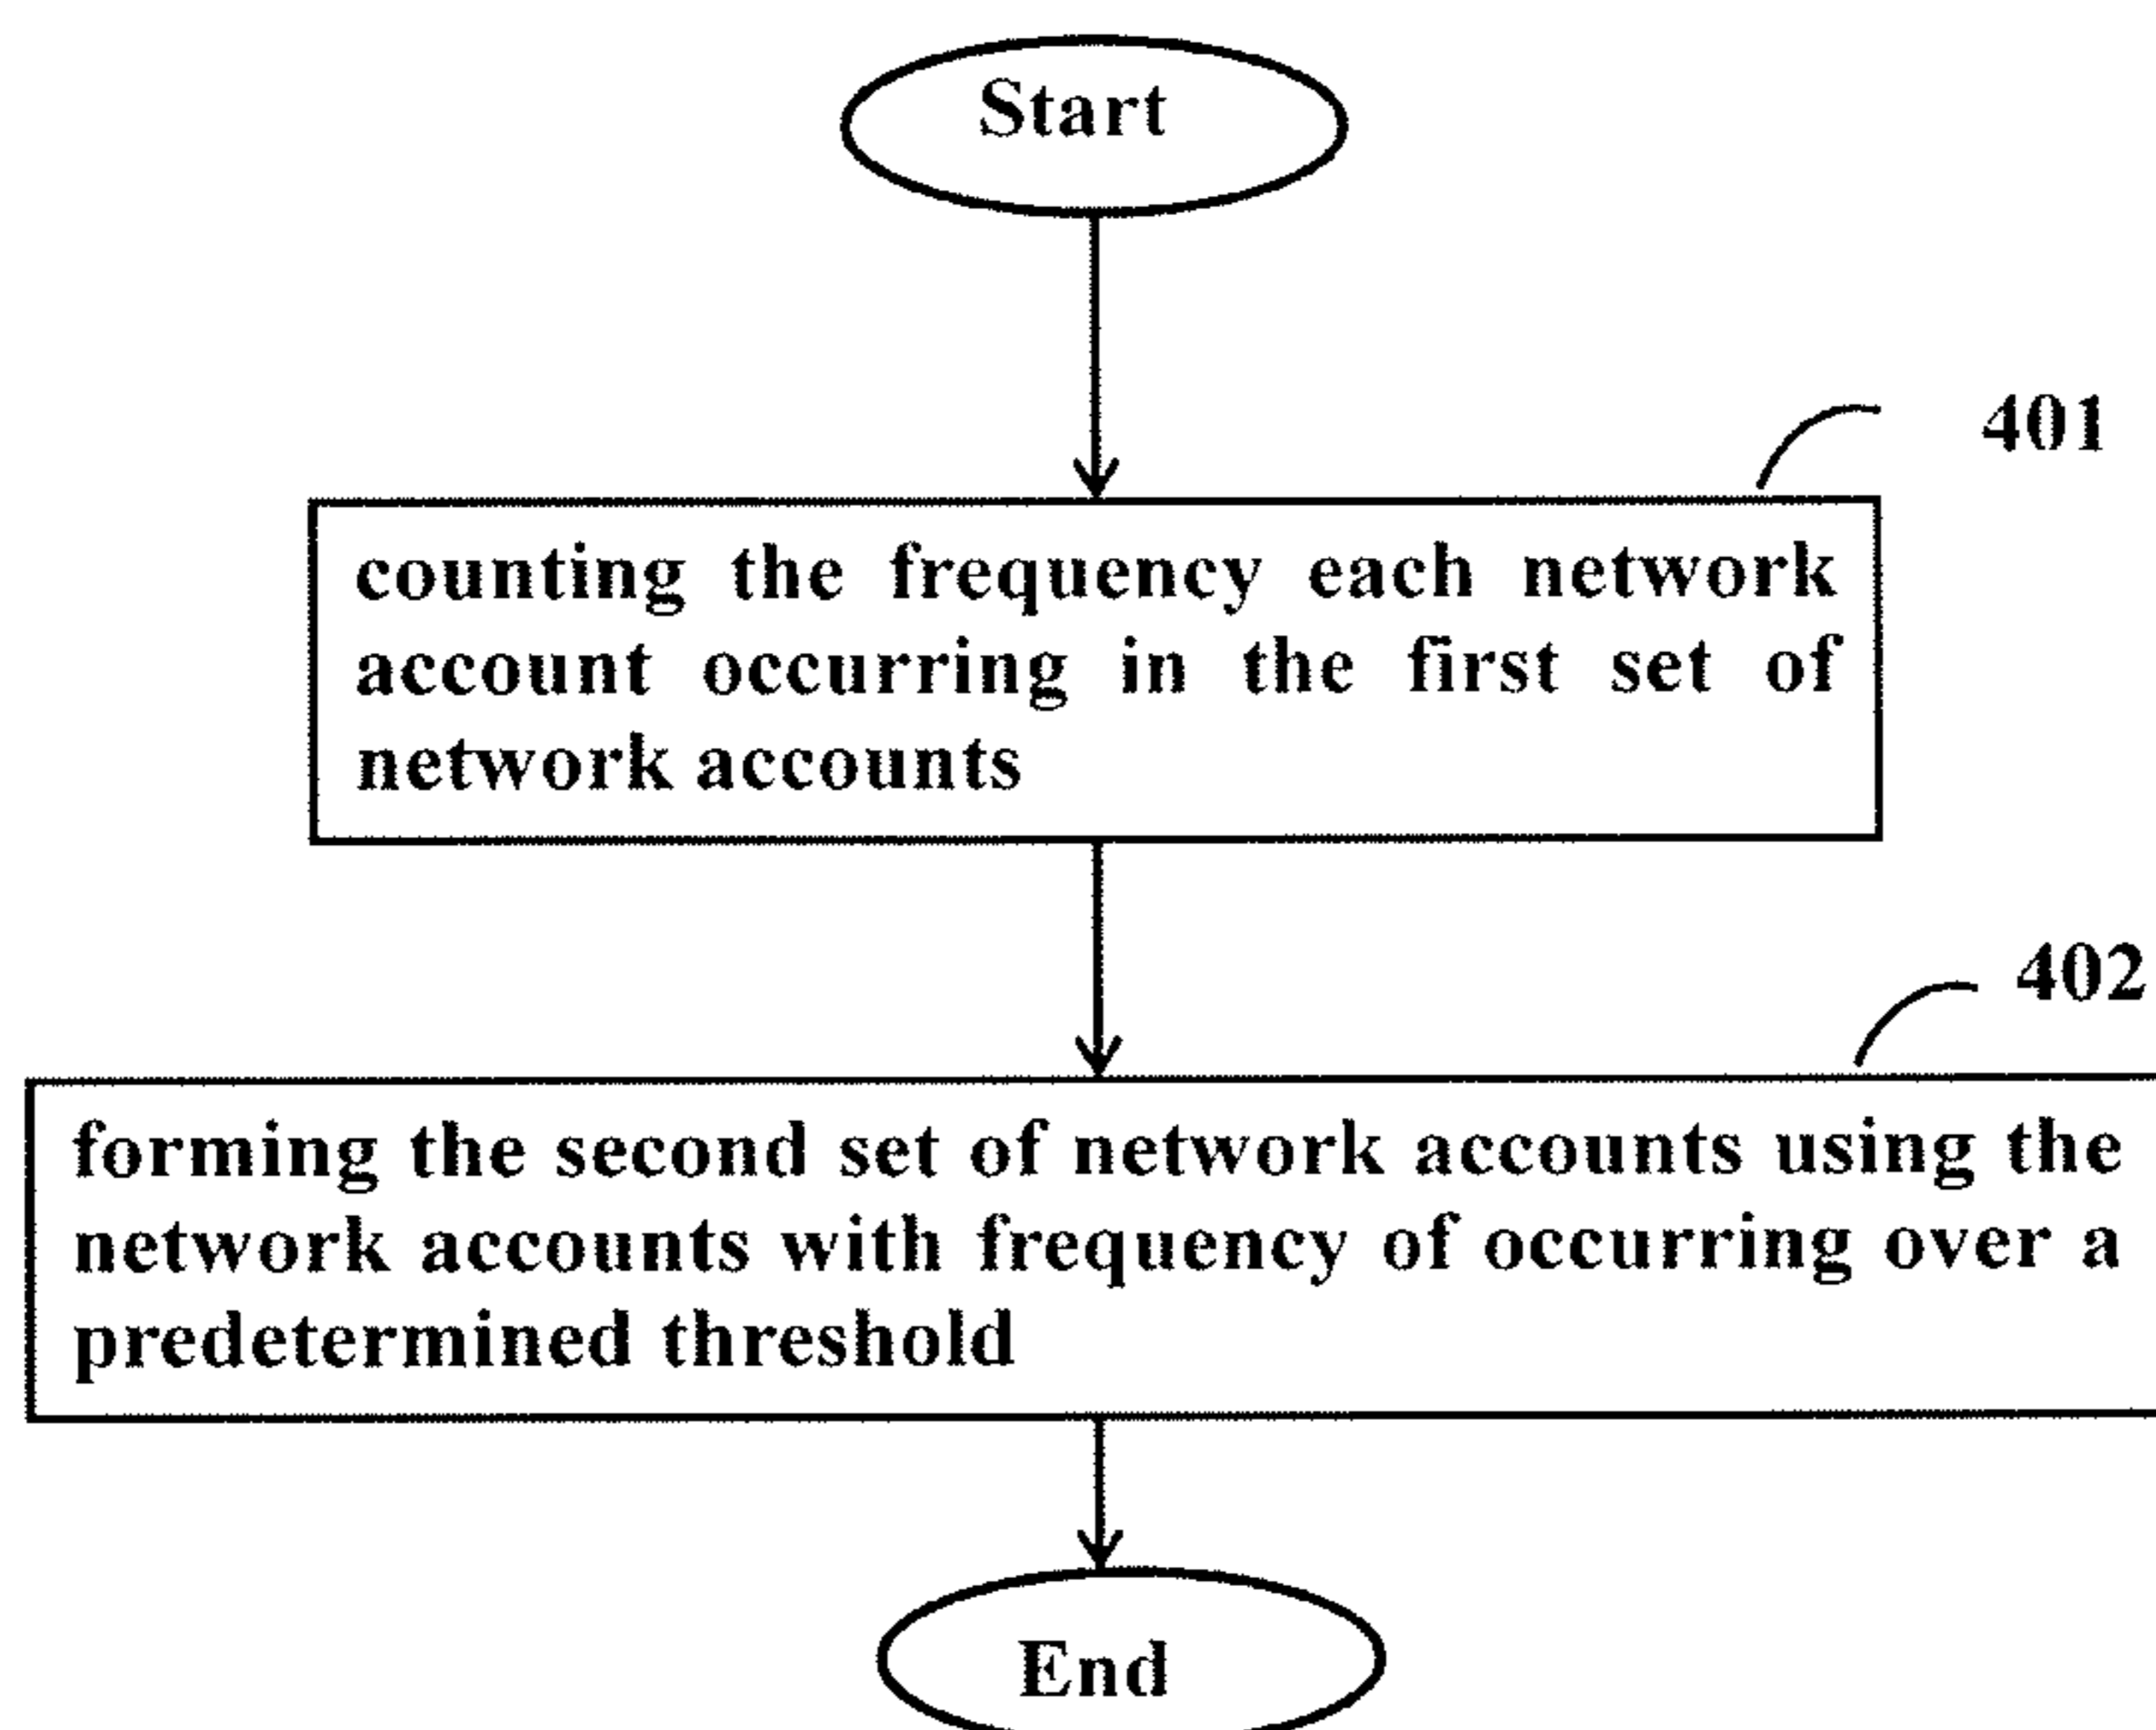 Start
401
counting the frequency each network
account occurring in the first set of
network accounts
402
forming the second set of network accounts using the
network accounts with frequency of occurring over a
predetermined threshold
End